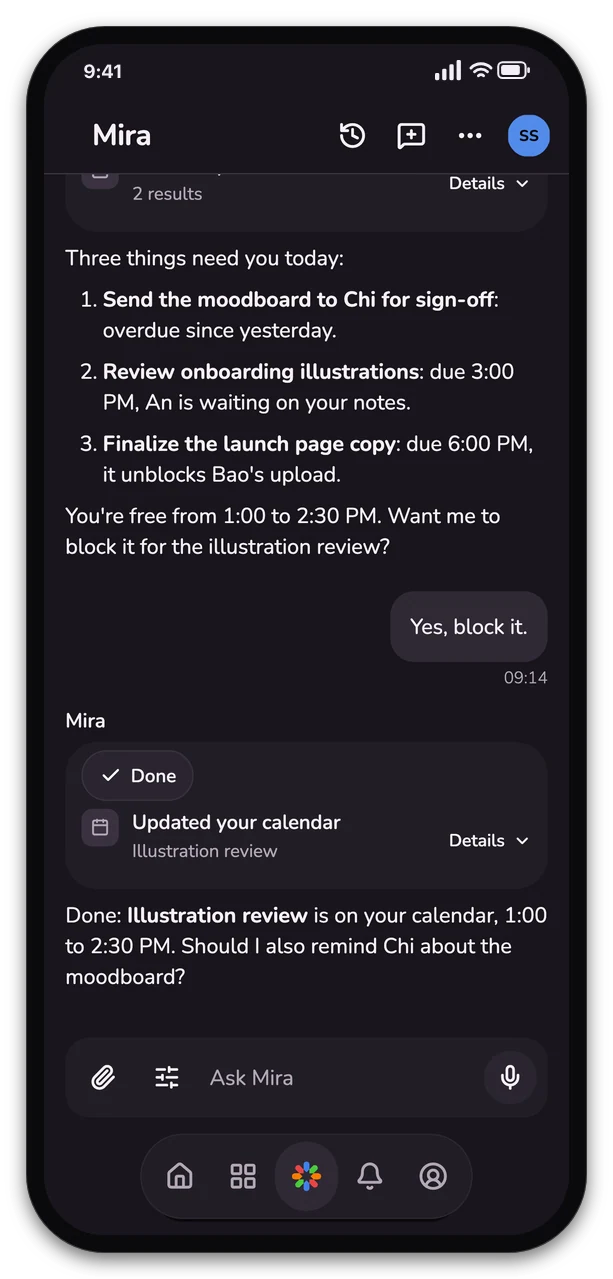 9:41
Mira
SS
2 results
Details
Three things need you today:
1. Send the moodboard to Chi for sign-off:
overdue since yesterday.
2. Review onboarding illustrations: due 3:00
PM, An is waiting on your notes.
3. Finalize the launch page copy: due 6:00 PM,
it unblocks Bao's upload.
You're free from 1:00 to 2:30 PM. Want me to
block it for the illustration review?
Yes, block it.
09:14
Mira
Done
Updated your calendar
Illustration review
Details
Done: Illustration review is on your calendar, 1:00
to 2:30 PM. Should I also remind Chi about the
moodboard?
Ask Mira